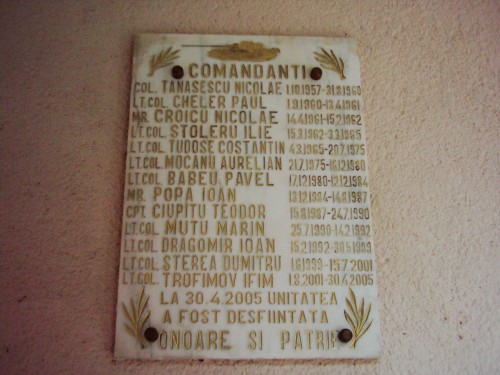 COMANDANTI
COL. TANASESCU NICOLAE 1.10.1957-31.8.1960
LT.COL. CHELER PAUL 1.9.1960-13.4.1961
MR. CROICU NICOLAE 14.4.1961-15.2.1962
LT.COL. STOLERU ILIE 15.3.1962-3.3.1965
LT.COL. TUDOSE COSTANTIN 4.3.1965-20.7.1975
LT.COL. MOCANU AURELIAN 21.7.1975-16.12.1980
LT.COL. BABEU PAVEL 17.12.1980-12.12.1984
MR. POPA IOAN 13.12.1984-14.8.1987
CPT. CIUPITU TEODOR 15.8.1987-24.7.1990
LT.COL. MUTU MARIN 25.7.1990-14.2.1992
LT.COL. DRAGOMIR IOAN 15.2.1992-
LT.COL. STEREA DUMITRU 1.6.1999-15.7.2001
LT.COL. TROFIMOV IFIM 1.8.2001-30.4.2005
LA 30.4.2005 UNITATEA
A FOST DESFIINTATA
ONOARE SI PATRIE